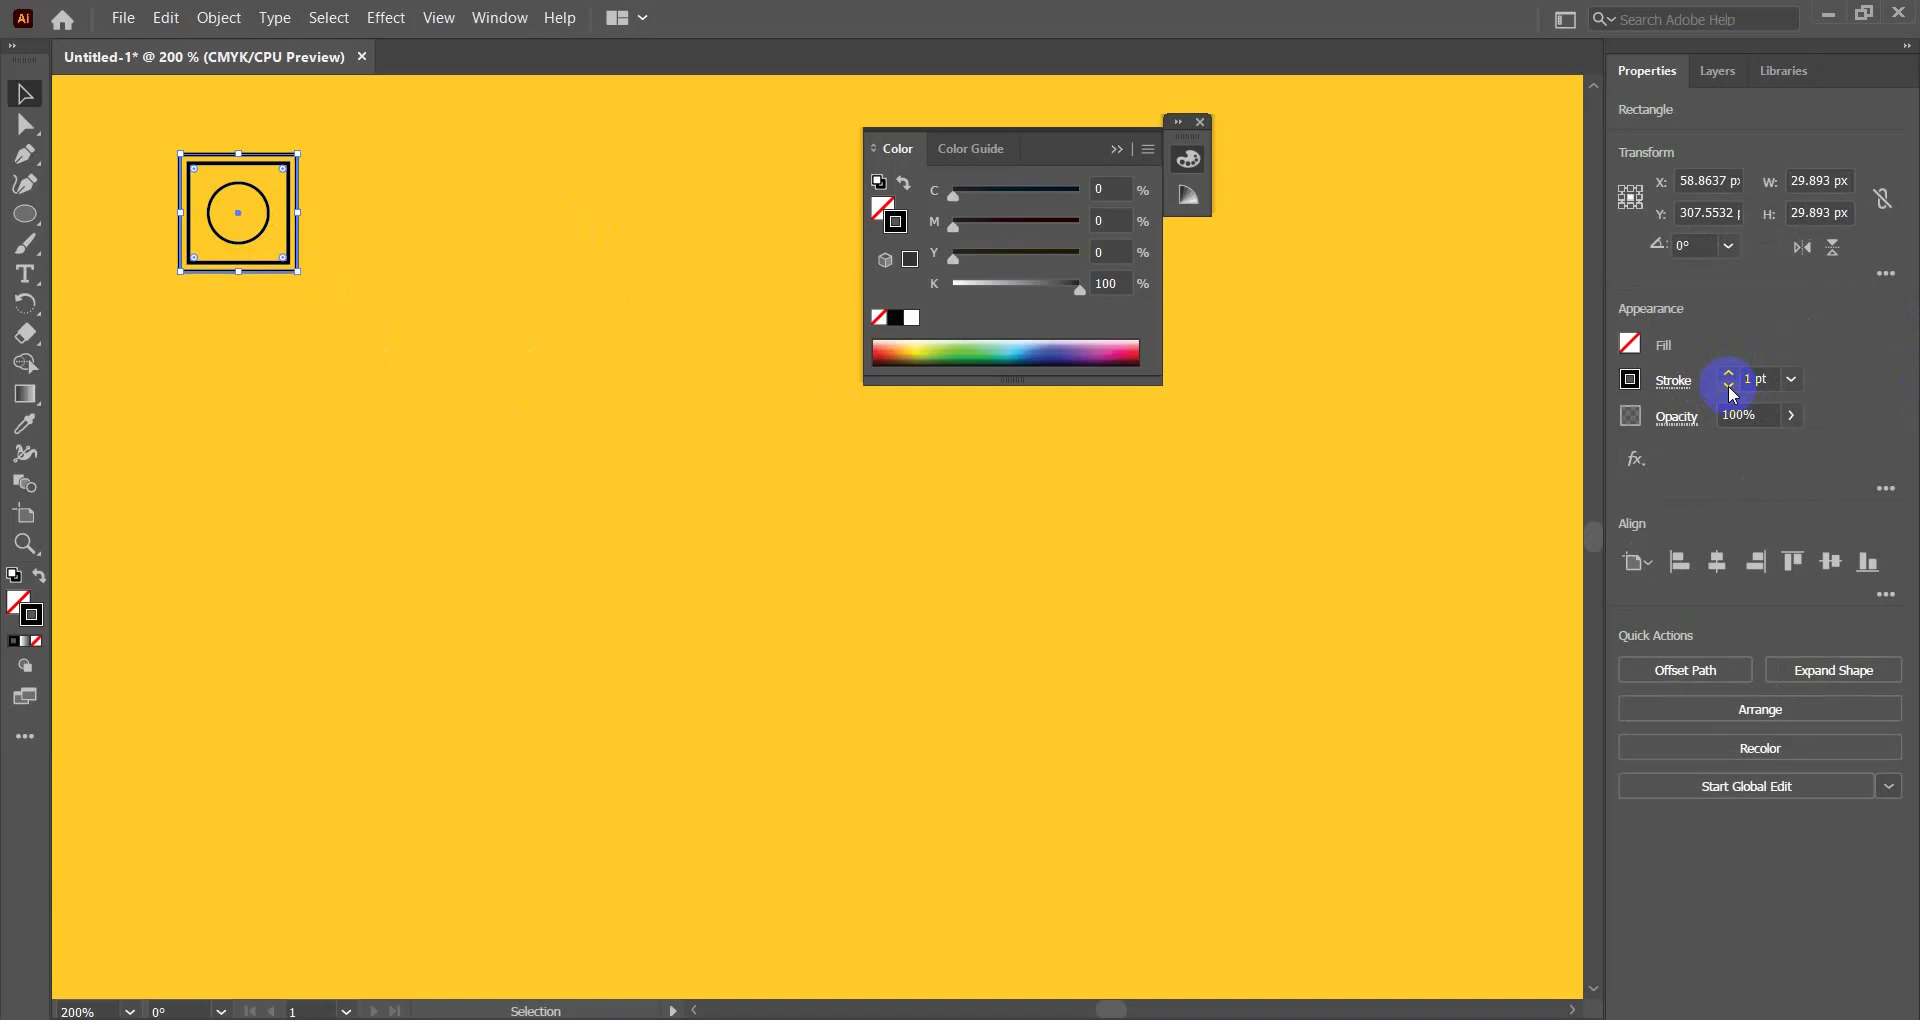 Ai File Edit Object Type Select Effect View Window Help Search Adobe Help
Untitled-1* @ 200 % (CMYK/CPU Preview)
Properties Layers Libraries
Rectangle
Transform
X: 58.8637 px W: 29.893 px
Y: 307.5532 H: 29.893 px
0°
Appearance
Fill
Stroke 1 pt
Opacity 100%
fx.
Align
Quick Actions
Offset Path Expand Shape
Arrange
Recolor
Start Global Edit
Color Color Guide
C 0 %
M 0 %
Y 0 %
K 100 %
200% 0° 1 Selection